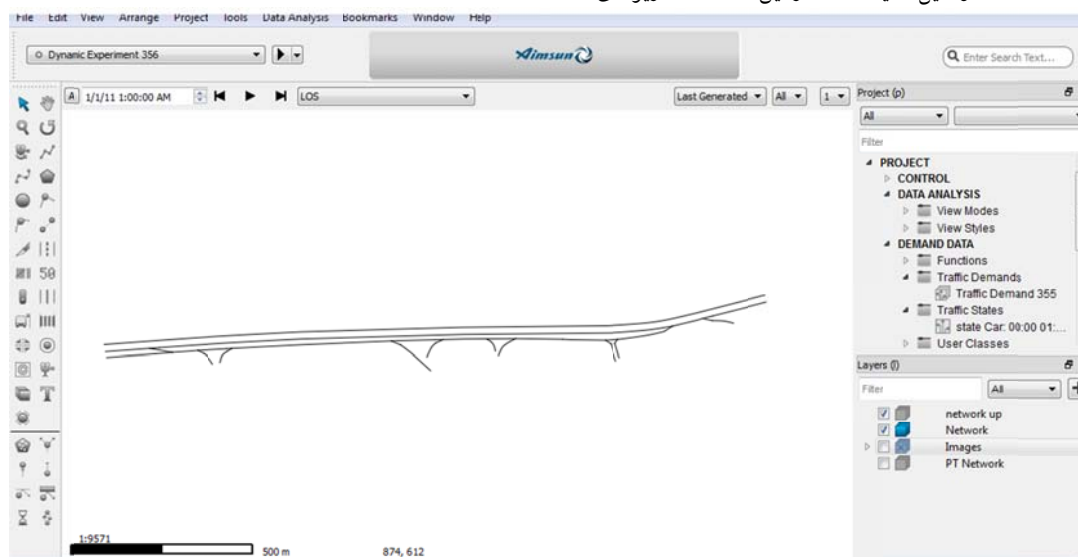 File Edit View Arrange Project Tools Data Analysis Bookmarks Window Help
Dynamic Experiment 356
Aimsun
Enter Search Text...
A 1/1/11 1:00:00 AM LOS Last Generated All 1
Project (p)
All
Filter
PROJECT
CONTROL
DATA ANALYSIS
View Modes
View Styles
DEMAND DATA
Functions
Traffic Demands
Traffic Demand 355
Traffic States
state Car: 00:00 01:...
User Classes
Layers (l)
Filter All
network up
Network
Images
PT Network
50
T
1:9571
500 m
874, 612